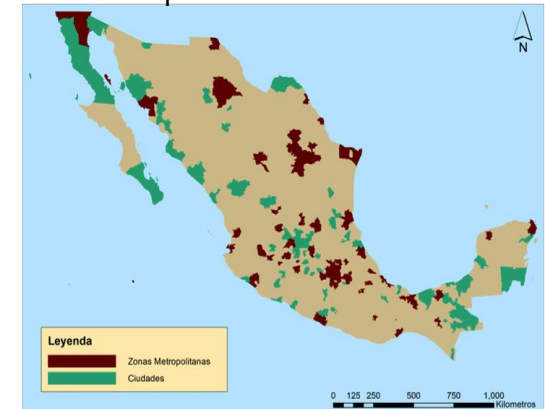 N
Leyenda
Zonas Metropolitanas
Ciudades
0 125 250 500 750 1,000
Kilometros